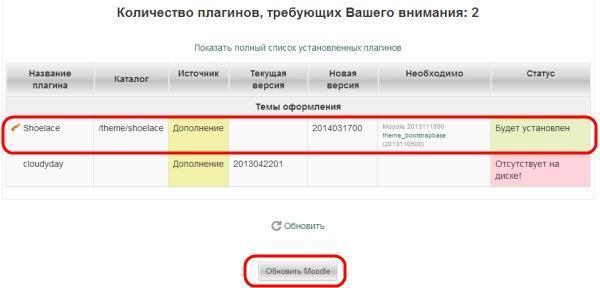 Количество плагинов, требующих Вашего внимания: 2
Показать полный список установленных плагинов
Название плагина Каталог Источник Текущая версия Новая версия Необходимо Статус
Темы оформления
Shoelace /theme/shoelace Дополнение 2014031700 Moodle 2013111800 Будет установлен
theme_bootstrapbase
(2013110500)
cloudyday Дополнение 2013042201 Отсутствует на
диске!
Обновить
Обновить Moodle